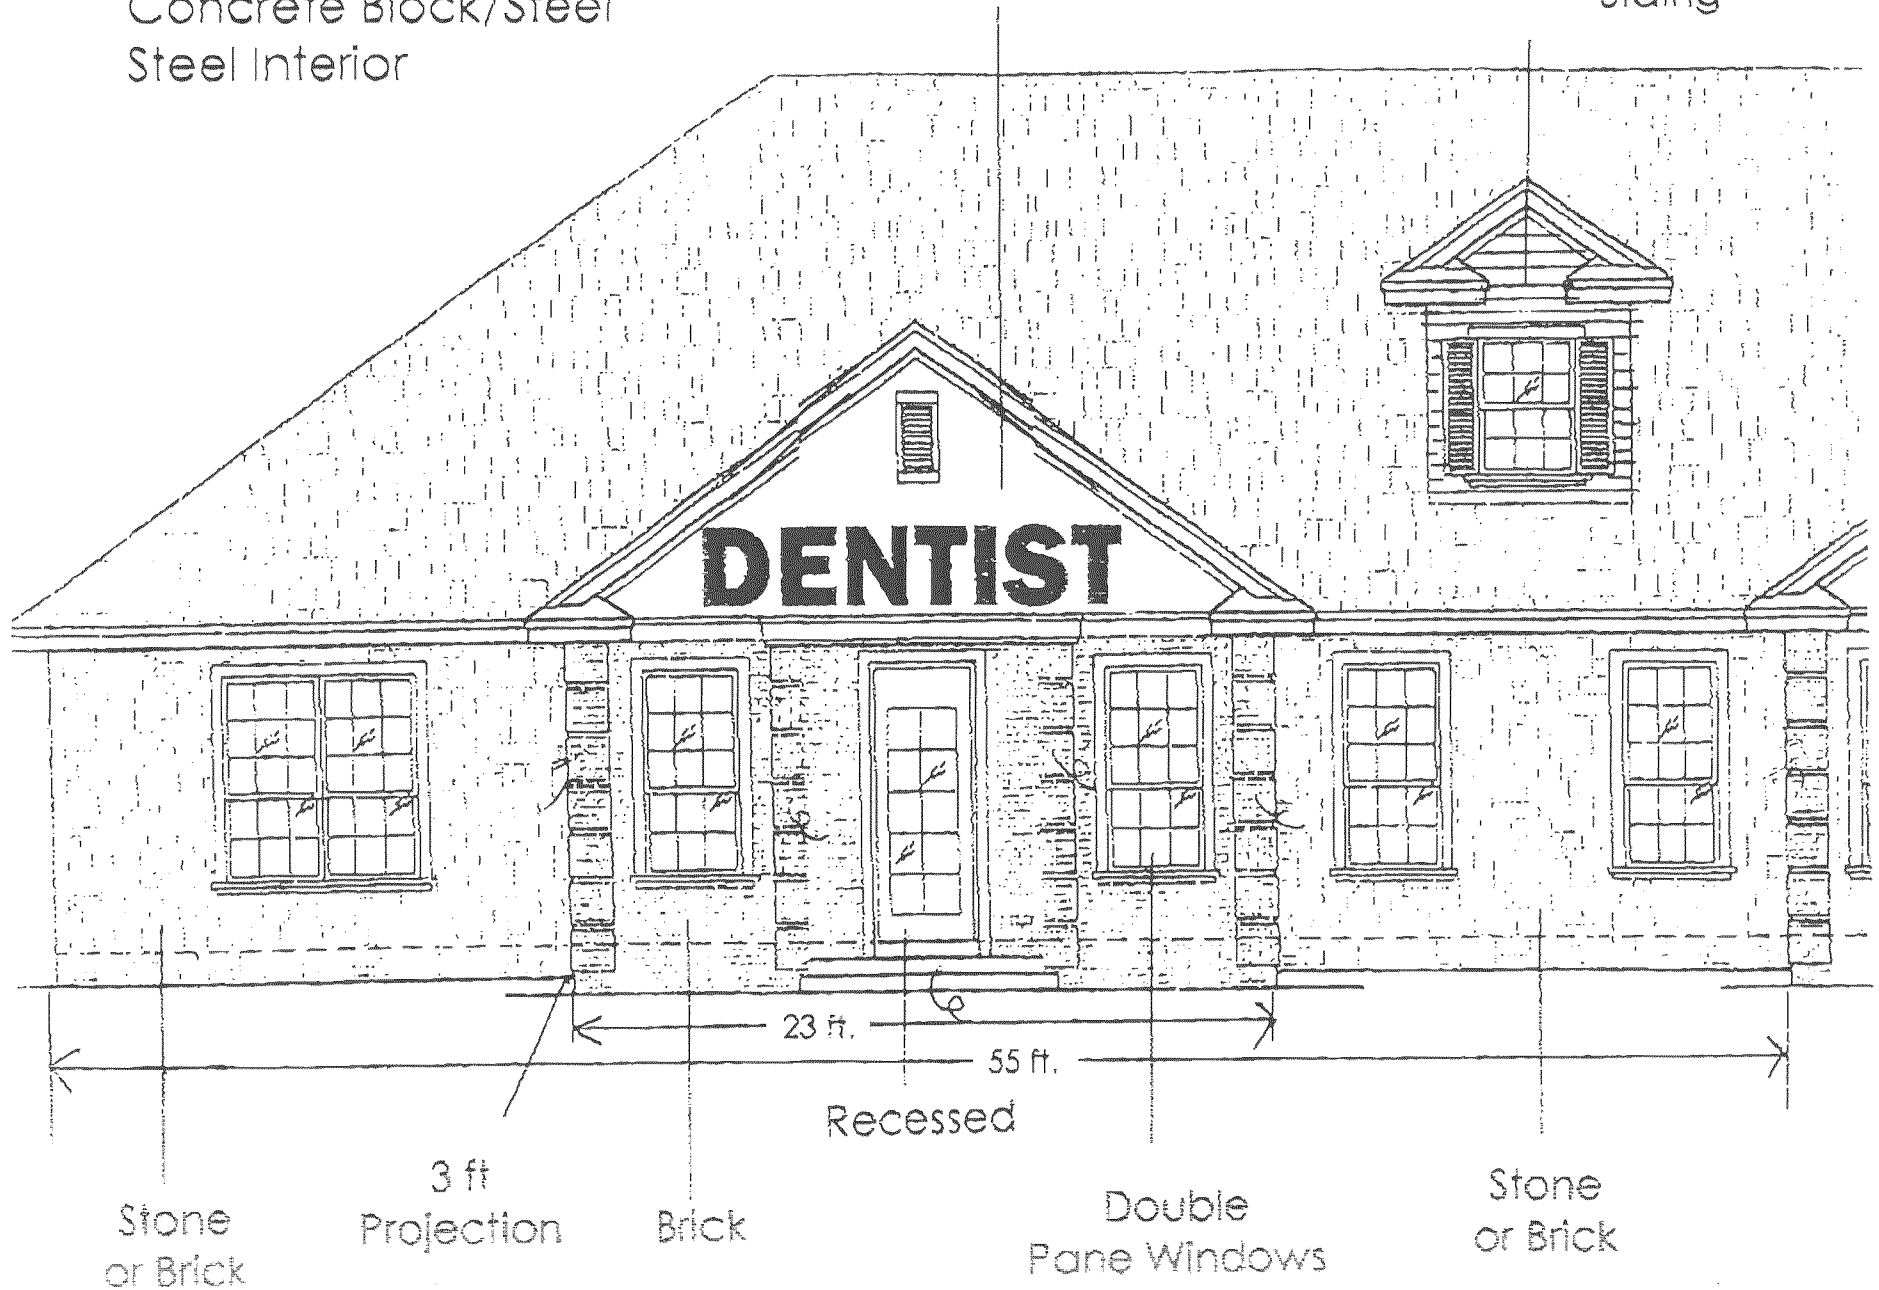 Concrete Block/Steel
Steel Interior
Siding
DENTIST
23 ft.
55 ft.
Recessed
3 ft
Projection
Stone
or Brick
Brick
Double
Pane Windows
Stone
or Brick